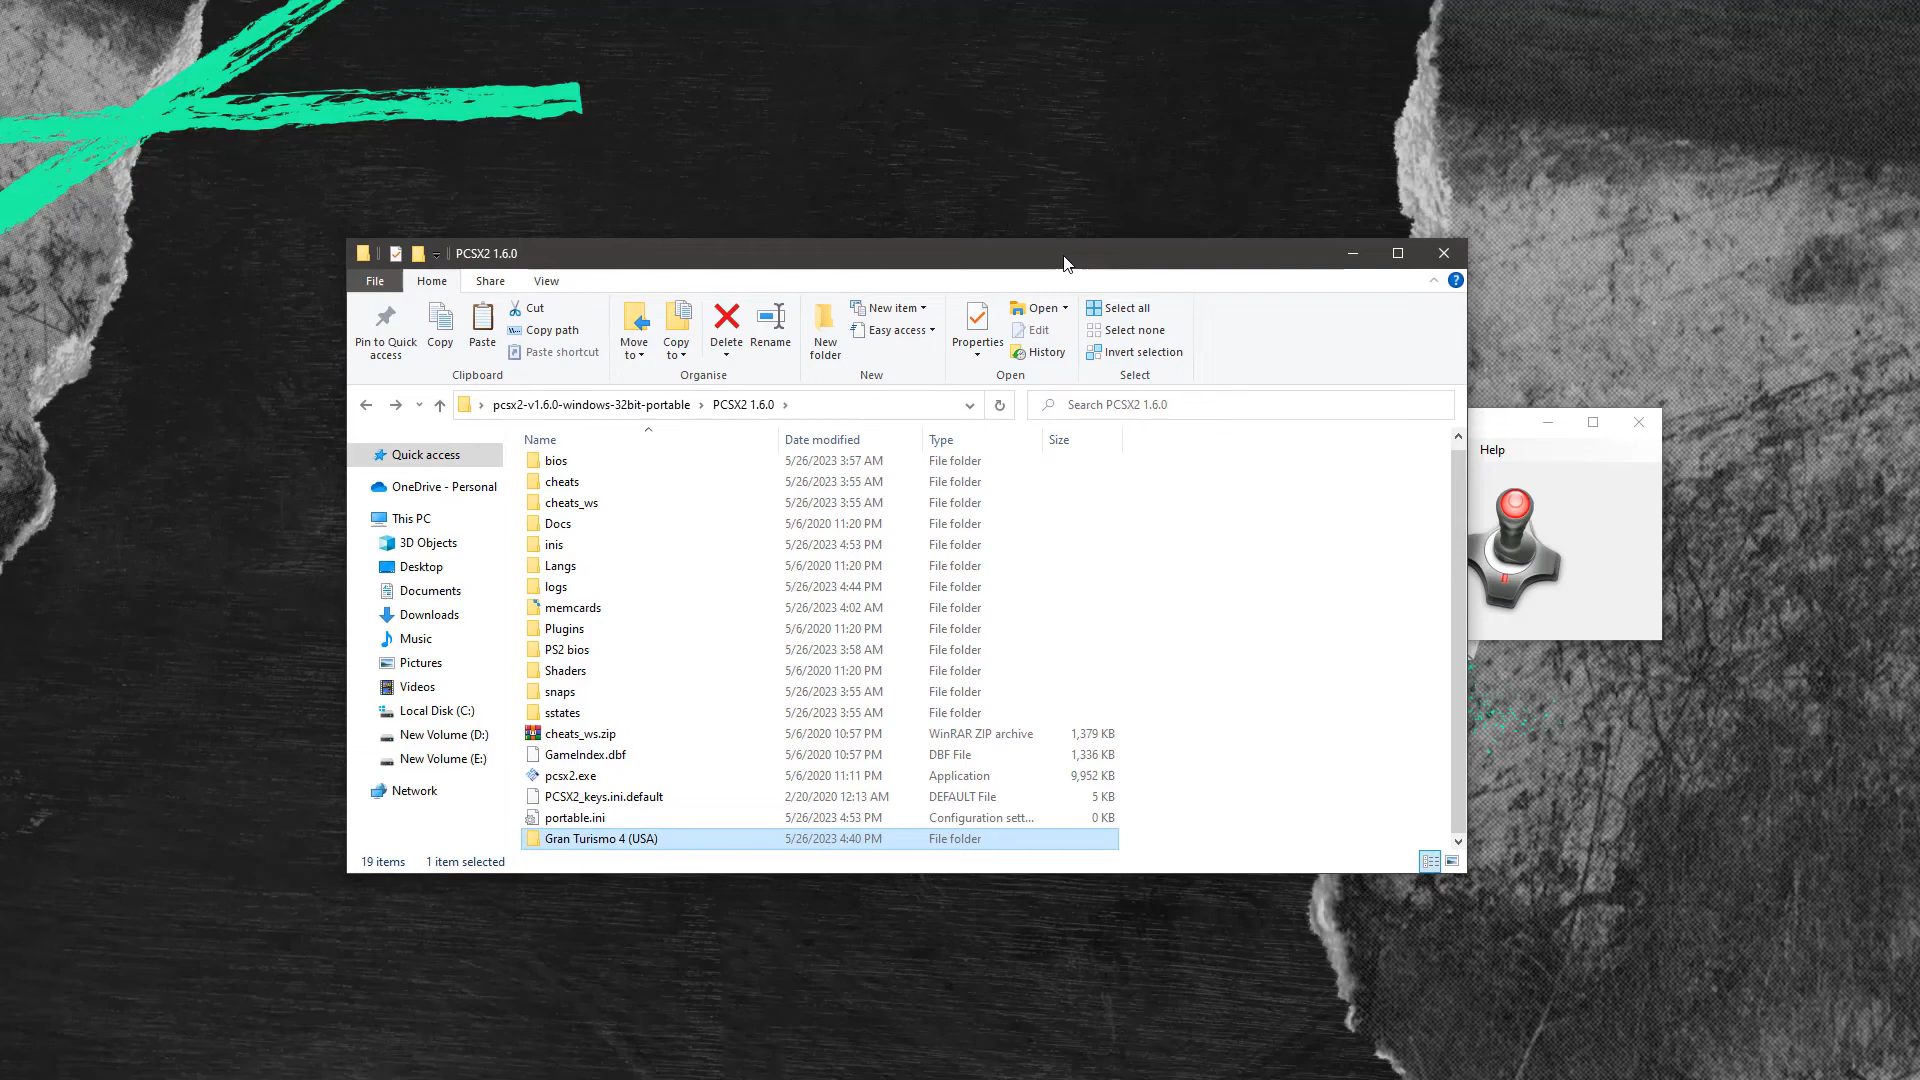 PCSX2 1.6.0
File Home Share View
Pin to Quick access
Copy
Paste
Cut
Copy path
Paste shortcut
Clipboard
Move to
Copy to
Delete
Rename
Organise
New folder
New item
Easy access
New
Properties
Open
Edit
History
Open
Select all
Select none
Invert selection
Select
pcsx2-v1.6.0-windows-32bit-portable > PCSX2 1.6.0 >
Search PCSX2 1.6.0
Help
Quick access
OneDrive - Personal
This PC
3D Objects
Desktop
Documents
Downloads
Music
Pictures
Videos
Local Disk (C:)
New Volume (D:)
New Volume (E:)
Network
Name Date modified Type Size
bios 5/26/2023 3:57 AM File folder
cheats 5/26/2023 3:55 AM File folder
cheats_ws 5/26/2023 3:55 AM File folder
Docs 5/6/2020 11:20 PM File folder
inis 5/26/2023 4:53 PM File folder
Langs 5/6/2020 11:20 PM File folder
logs 5/26/2023 4:44 PM File folder
memcards 5/26/2023 4:02 AM File folder
Plugins 5/6/2020 11:20 PM File folder
PS2 bios 5/26/2023 3:58 AM File folder
Shaders 5/6/2020 11:20 PM File folder
snaps 5/26/2023 3:55 AM File folder
sstates 5/26/2023 3:55 AM File folder
cheats_ws.zip 5/6/2020 10:57 PM WinRAR ZIP archive 1,379 KB
GameIndex.dbf 5/6/2020 10:57 PM DBF File 1,336 KB
pcsx2.exe 5/6/2020 11:11 PM Application 9,952 KB
PCSX2_keys.ini.default 2/20/2020 12:13 AM DEFAULT File 5 KB
portable.ini 5/26/2023 4:53 PM Configuration sett... 0 KB
Gran Turismo 4 (USA) 5/26/2023 4:40 PM File folder
19 items 1 item selected